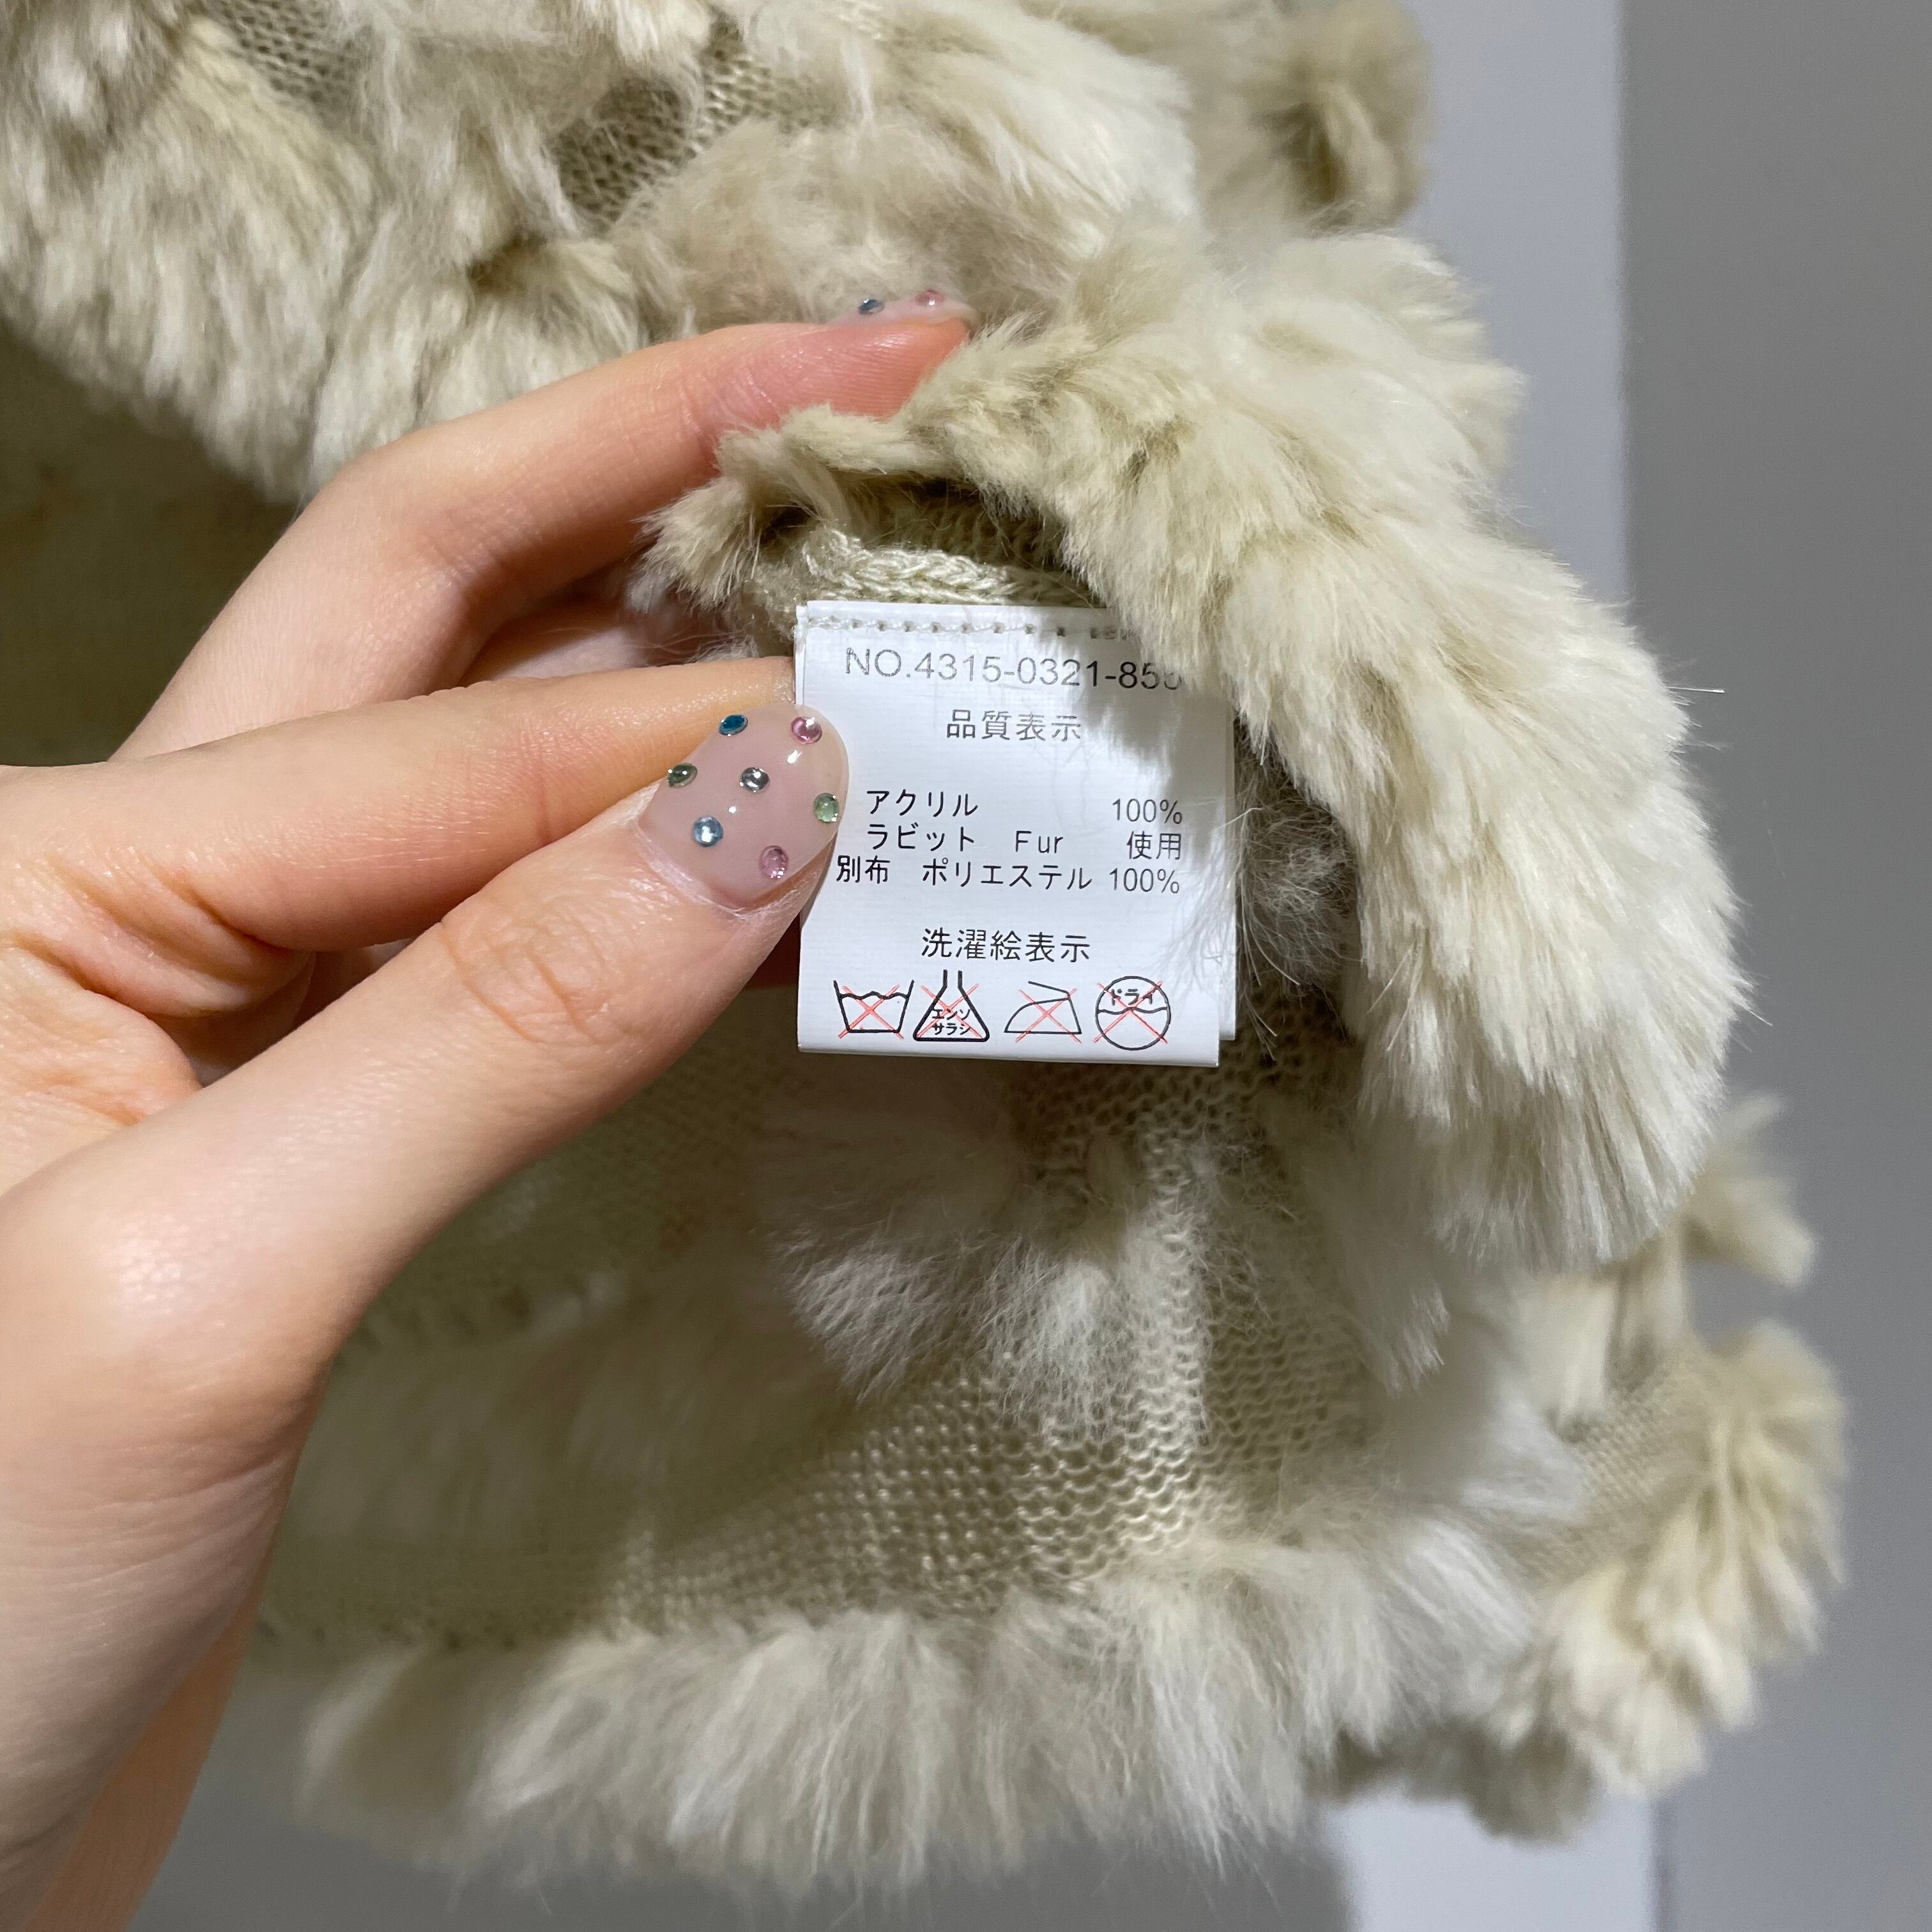 NO.4315-0321-855
品質表示
アクリル 100%
ラビット Fur 使用
別布 ポリエステル 100%
洗濯絵表示
エンソ
サラシ
ドライ